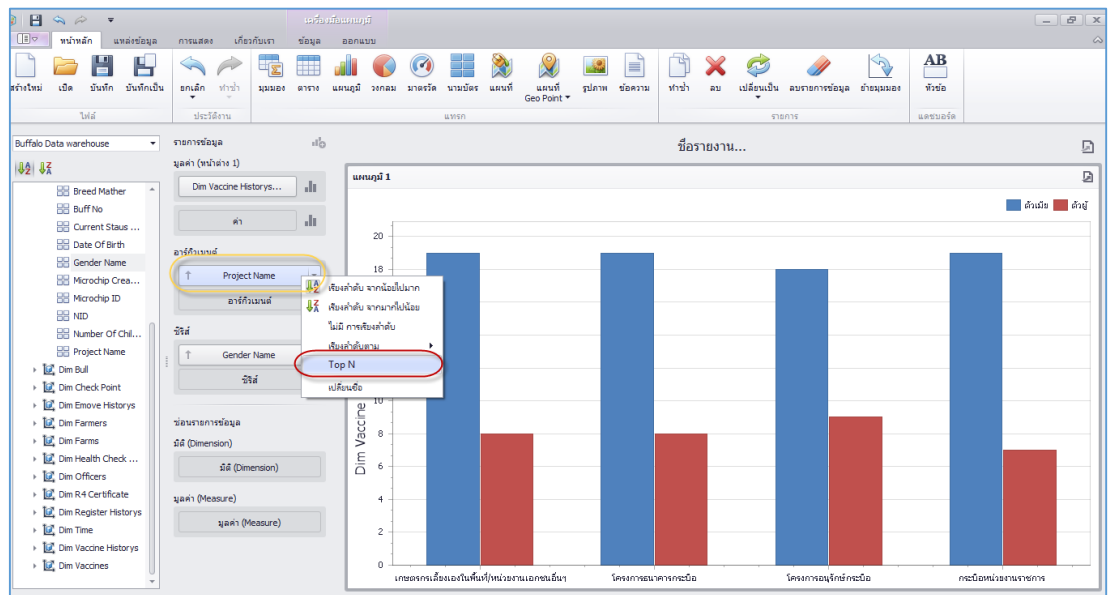 เครื่องมือแผนภูมิ
หน้าหลัก แหล่งข้อมูล การแสดง เกี่ยวกับเรา ข้อมูล ออกแบบ
สร้างใหม่ เปิด บันทึก บันทึกเป็น ยกเลิก ทำซ้ำ มุมมอง ตาราง แผนภูมิ วงกลม มาตรวัด นามบัตร แผนที่ แผนที่ Geo Point รูปภาพ ข้อความ ทำซ้ำ ลบ เปลี่ยนเป็น ลบรายการข้อมูล ย้ายมุมมอง AB หัวข้อ
ไฟล์ ประวัติงาน แทรก รายการ แดชบอร์ด
Buffalo Data warehouse
Breed Mather
Buff No
Current Staus ...
Date Of Birth
Gender Name
Microchip Crea...
Microchip ID
NID
Number Of Chil...
Project Name
Dim Bull
Dim Check Point
Dim Emove Historys
Dim Farmers
Dim Farms
Dim Health Check ...
Dim Officers
Dim R4 Certificate
Dim Register Historys
Dim Time
Dim Vaccine Historys
Dim Vaccines
รายการข้อมูล
มูลค่า (หน้าต่าง 1)
Dim Vaccine Historys...
ค่า
อาร์กิวเมนต์
Project Name
อาร์กิวเมนต์
ซีรีส์
Gender Name
ซีรีส์
ซ่อนรายการข้อมูล
มิติ (Dimension)
มิติ (Dimension)
มูลค่า (Measure)
มูลค่า (Measure)
เรียงลำดับ จากน้อยไปมาก
เรียงลำดับ จากมากไปน้อย
ไม่มี การเรียงลำดับ
เรียงลำดับตาม
Top N
เปลี่ยนชื่อ
ชื่อรายงาน...
แผนภูมิ 1
ตัวเมีย ตัวผู้
20
18
10
8
6
4
2
0
Dim Vaccine
เกษตรกรเลี้ยงเองในพื้นที่/หน่วยงานเอกชนอื่นๆ โครงการธนาคารกระบือ โครงการอนุรักษ์กระบือ กระบือหน่วยงานราชการ